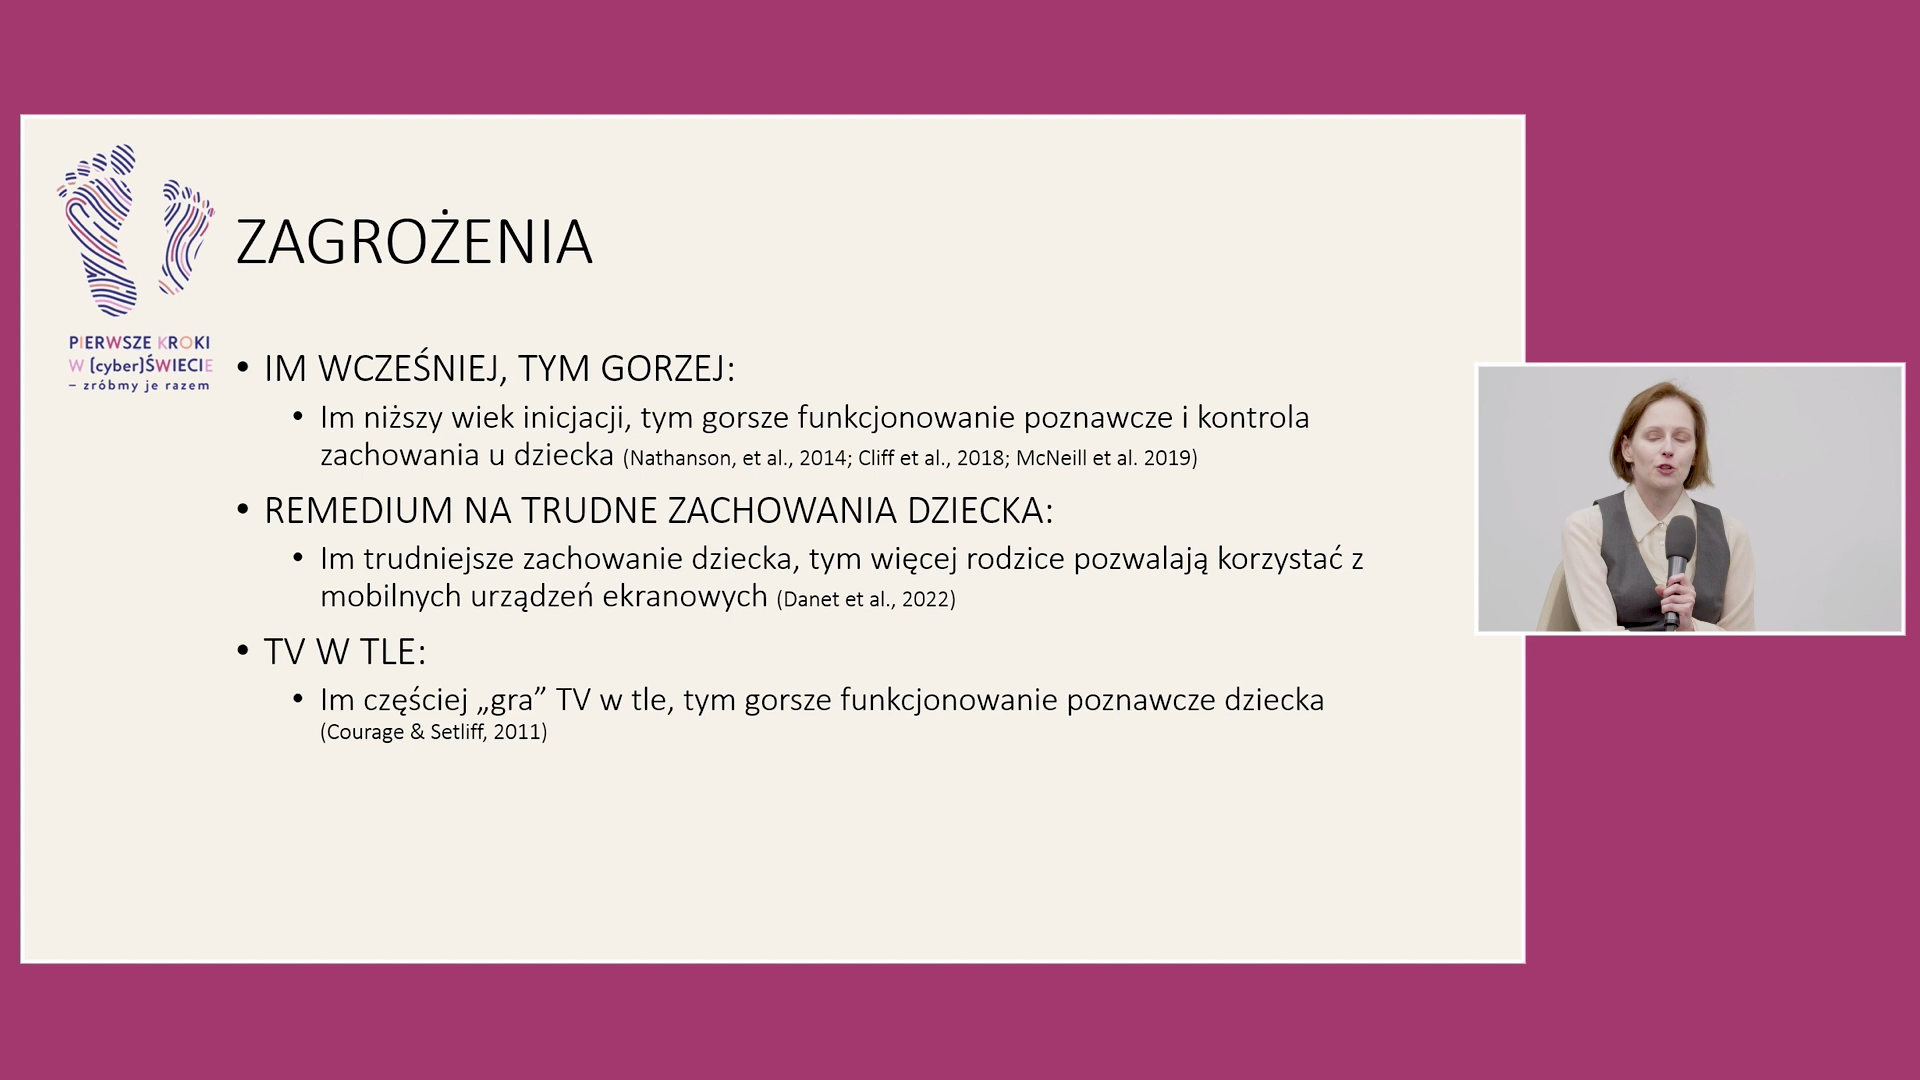 PIERWSZE KROKI
W [cyber]ŚWIECIE
– zróbmy je razem
ZAGROŻENIA
• IM WCZEŚNIEJ, TYM GORZEJ:
• Im niższy wiek inicjacji, tym gorsze funkcjonowanie poznawcze i kontrola
zachowania u dziecka (Nathanson, et al., 2014; Cliff et al., 2018; McNeill et al. 2019)
• REMEDIUM NA TRUDNE ZACHOWANIA DZIECKA:
• Im trudniejsze zachowanie dziecka, tym więcej rodzice pozwalają korzystać z
mobilnych urządzeń ekranowych (Danet et al., 2022)
• TV W TLE:
• Im częściej „gra” TV w tle, tym gorsze funkcjonowanie poznawcze dziecka
(Courage & Setliff, 2011)